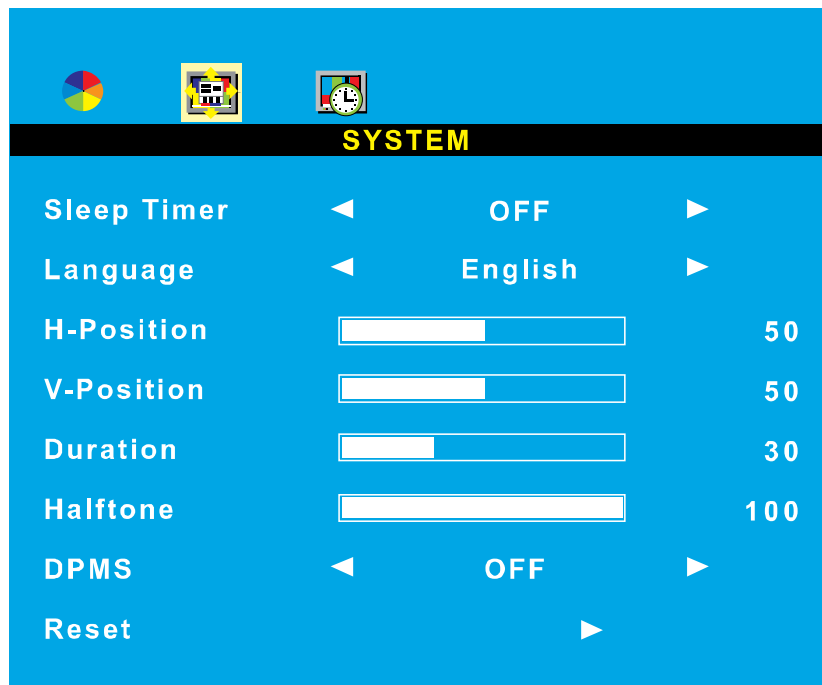 SYSTEM
Sleep Timer OFF
Language English
H-Position 50
V-Position 50
Duration 30
Halftone 100
DPMS OFF
Reset